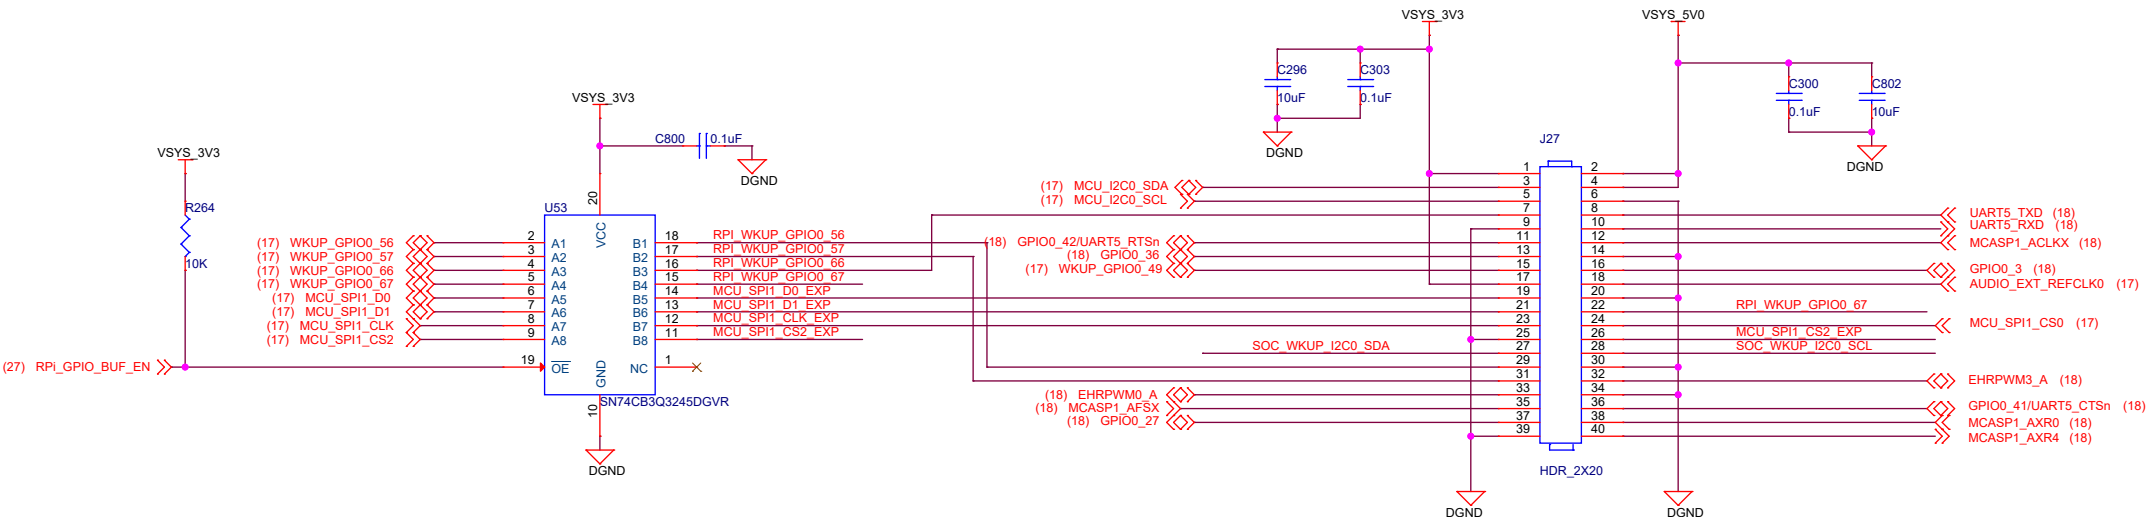 VSYS_3V3
VSYS_5V0
C296
10uF
C303
0.1uF
C300
0.1uF
C802
10uF
DGND
DGND
VSYS_3V3
C800
0.1uF
DGND
VSYS_3V3
R264
10K
J27
U53
20
VCC
(17) WKUP_GPIO0_56 2 A1 B1 18 RPI_WKUP_GPIO0_56
(17) WKUP_GPIO0_57 3 A2 B2 17 RPI_WKUP_GPIO0_57
(17) WKUP_GPIO0_66 4 A3 B3 16 RPI_WKUP_GPIO0_66
(17) WKUP_GPIO0_67 5 A4 B4 15 RPI_WKUP_GPIO0_67
(17) MCU_SPI1_D0 6 A5 B5 14 MCU_SPI1_D0_EXP
(17) MCU_SPI1_D1 7 A6 B6 13 MCU_SPI1_D1_EXP
(17) MCU_SPI1_CLK 8 A7 B7 12 MCU_SPI1_CLK_EXP
(17) MCU_SPI1_CS2 9 A8 B8 11 MCU_SPI1_CS2_EXP
(27) RPi_GPIO_BUF_EN 19 OE NC 1
GND
10
SN74CB3Q3245DGVR
DGND
1 2
(17) MCU_I2C0_SDA 3 4
(17) MCU_I2C0_SCL 5 6
7 8 UART5_TXD (18)
9 10 UART5_RXD (18)
(18) GPIO0_42/UART5_RTSn 11 12 MCASP1_ACLKX (18)
(18) GPIO0_36 13 14
(17) WKUP_GPIO0_49 15 16 GPIO0_3 (18)
17 18 AUDIO_EXT_REFCLK0 (17)
19 20
21 22 RPI_WKUP_GPIO0_67
23 24 MCU_SPI1_CS0 (17)
25 26 MCU_SPI1_CS2_EXP
SOC_WKUP_I2C0_SDA 27 28 SOC_WKUP_I2C0_SCL
29 30
31 32 EHRPWM3_A (18)
(18) EHRPWM0_A 33 34
(18) MCASP1_AFSX 35 36 GPIO0_41/UART5_CTSn (18)
(18) GPIO0_27 37 38 MCASP1_AXR0 (18)
39 40 MCASP1_AXR4 (18)
HDR_2X20
DGND
DGND